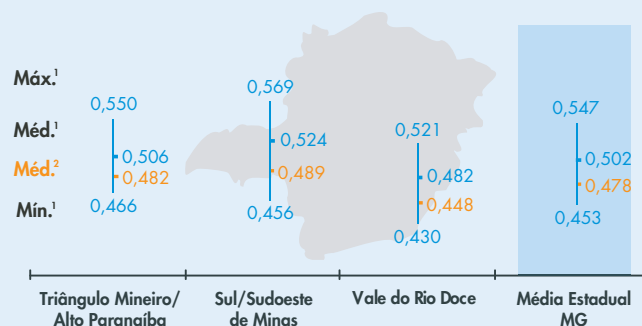 Máx.¹
Méd.¹
Méd.²
Mín.¹
0,550
0,506
0,482
0,466
0,569
0,524
0,489
0,456
0,521
0,482
0,448
0,430
0,547
0,502
0,478
0,453
Triângulo Mineiro/
Alto Paranaíba
Sul/Sudoeste
de Minas
Vale do Rio Doce
Média Estadual
MG